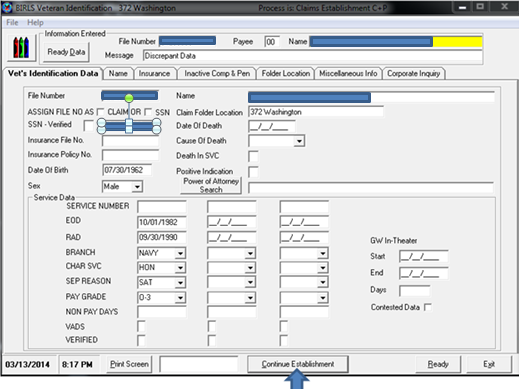 BIRLS Veteran Identification 372 Washington Process is: Claims Establishment C+P
File Help
Information Entered
File Number Payee 00 Name
Ready Data Message Discrepant Data
Vet's Identification Data Name Insurance Inactive Comp & Pen Folder Location Miscellaneous Info Corporate Inquiry
File Number Name
ASSIGN FILE NO AS CLAIM OR SSN Claim Folder Location 372 Washington
SSN - Verified Date Of Death __/__/____
Insurance File No. Cause Of Death
Insurance Policy No. Death In SVC
Date Of Birth 07/30/1962 Positive Indication
Sex Male Power of Attorney Search
Service Data
SERVICE NUMBER
EOD 10/01/1982 __/__/____ __/__/____
RAD 09/30/1990 __/__/____ __/__/____ GW In-Theater
BRANCH NAVY Start __/__/____
CHAR SVC HON End __/__/____
SEP REASON SAT Days
PAY GRADE O-3 Contested Data
NON PAY DAYS
VADS
VERIFIED
03/13/2014 8:17 PM Print Screen Continue Establishment Ready Exit